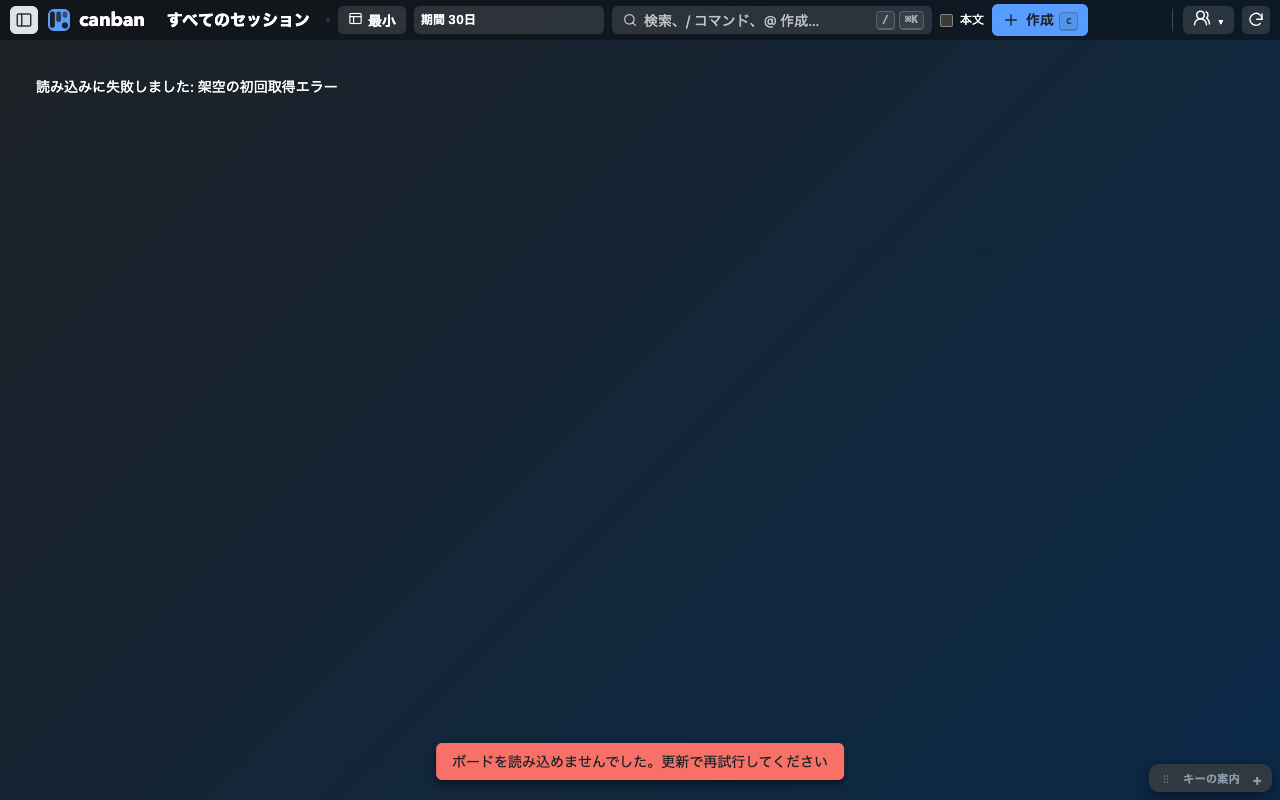 canban
すべてのセッション
最小
期間 30日
検索、/ コマンド、@ 作成...
/
⌘K
本文
作成
c
読み込みに失敗しました: 架空の初回取得エラー
ボードを読み込めませんでした。更新で再試行してください
キーの案内